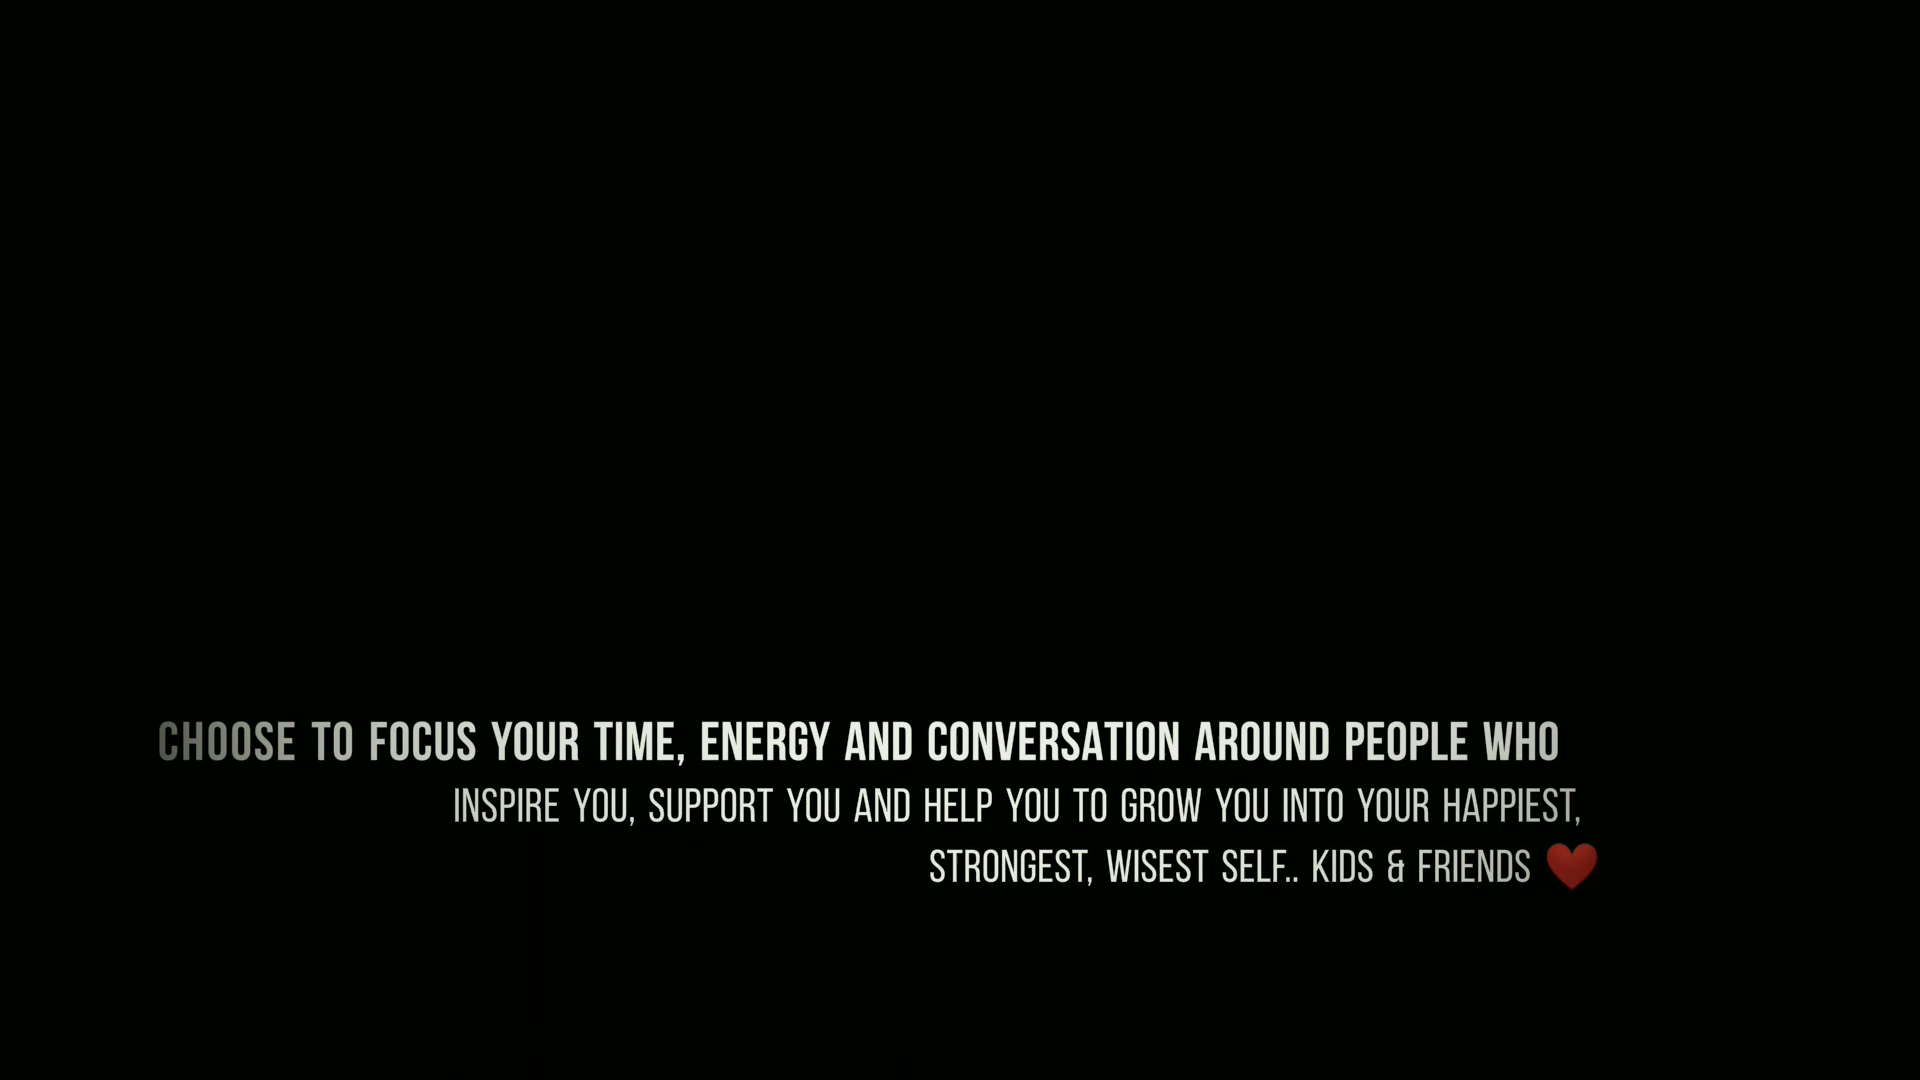 CHOOSE TO FOCUS YOUR TIME, ENERGY AND CONVERSATION AROUND PEOPLE WHO
INSPIRE YOU, SUPPORT YOU AND HELP YOU TO GROW YOU INTO YOUR HAPPIEST,
STRONGEST, WISEST SELF.. KIDS & FRIENDS ❤️